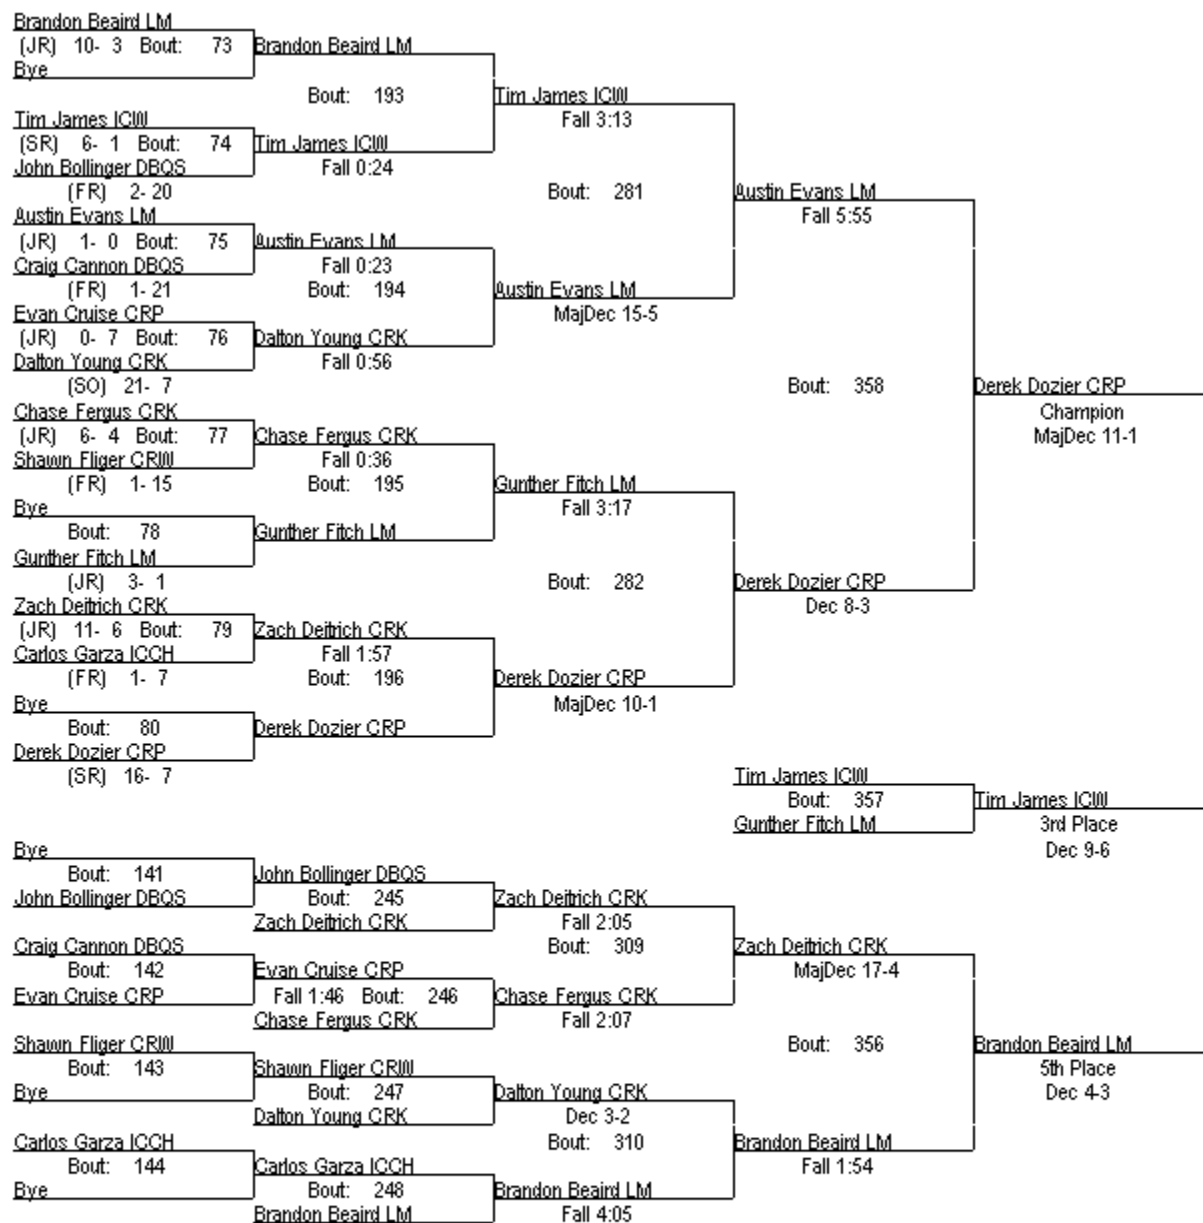 Brandon Beaird LM
(JR) 10- 3 Bout: 73 Brandon Beaird LM
Bye
Bout: 193 Tim James ICW
Tim James ICW Fall 3:13
(SR) 6- 1 Bout: 74 Tim James ICW
John Bollinger DBQS Fall 0:24
(FR) 2- 20 Bout: 281 Austin Evans LM
Austin Evans LM Fall 5:55
(JR) 1- 0 Bout: 75 Austin Evans LM
Craig Cannon DBQS Fall 0:23
(FR) 1- 21 Bout: 194 Austin Evans LM
Evan Cruise CRP MajDec 15-5
(JR) 0- 7 Bout: 76 Dalton Young CRK
Dalton Young CRK Fall 0:56
(SO) 21- 7 Bout: 358 Derek Dozier CRP
Chase Fergus CRK Champion
(JR) 6- 4 Bout: 77 Chase Fergus CRK MajDec 11-1
Shawn Fliger CRW Fall 0:36
(FR) 1- 15 Bout: 195 Gunther Fitch LM
Bye Fall 3:17
Bout: 78 Gunther Fitch LM
Gunther Fitch LM
(JR) 3- 1 Bout: 282 Derek Dozier CRP
Zach Deitrich CRK Dec 8-3
(JR) 11- 6 Bout: 79 Zach Deitrich CRK
Carlos Garza ICCH Fall 1:57
(FR) 1- 7 Bout: 196 Derek Dozier CRP
Bye MajDec 10-1
Bout: 80 Derek Dozier CRP
Derek Dozier CRP
(SR) 16- 7 Tim James ICW
Bout: 357 Tim James ICW
Gunther Fitch LM 3rd Place
Bye Dec 9-6
Bout: 141 John Bollinger DBQS
John Bollinger DBQS Bout: 245 Zach Deitrich CRK
Zach Deitrich CRK Fall 2:05
Craig Cannon DBQS Bout: 309 Zach Deitrich CRK
Bout: 142 Evan Cruise CRP MajDec 17-4
Evan Cruise CRP Fall 1:46 Bout: 246 Chase Fergus CRK
Chase Fergus CRK Fall 2:07
Shawn Fliger CRW Bout: 356 Brandon Beaird LM
Bout: 143 Shawn Fliger CRW 5th Place
Bye Bout: 247 Dalton Young CRK Dec 4-3
Dalton Young CRK Dec 3-2
Carlos Garza ICCH Bout: 310 Brandon Beaird LM
Bout: 144 Carlos Garza ICCH Fall 1:54
Bye Bout: 248 Brandon Beaird LM
Brandon Beaird LM Fall 4:05